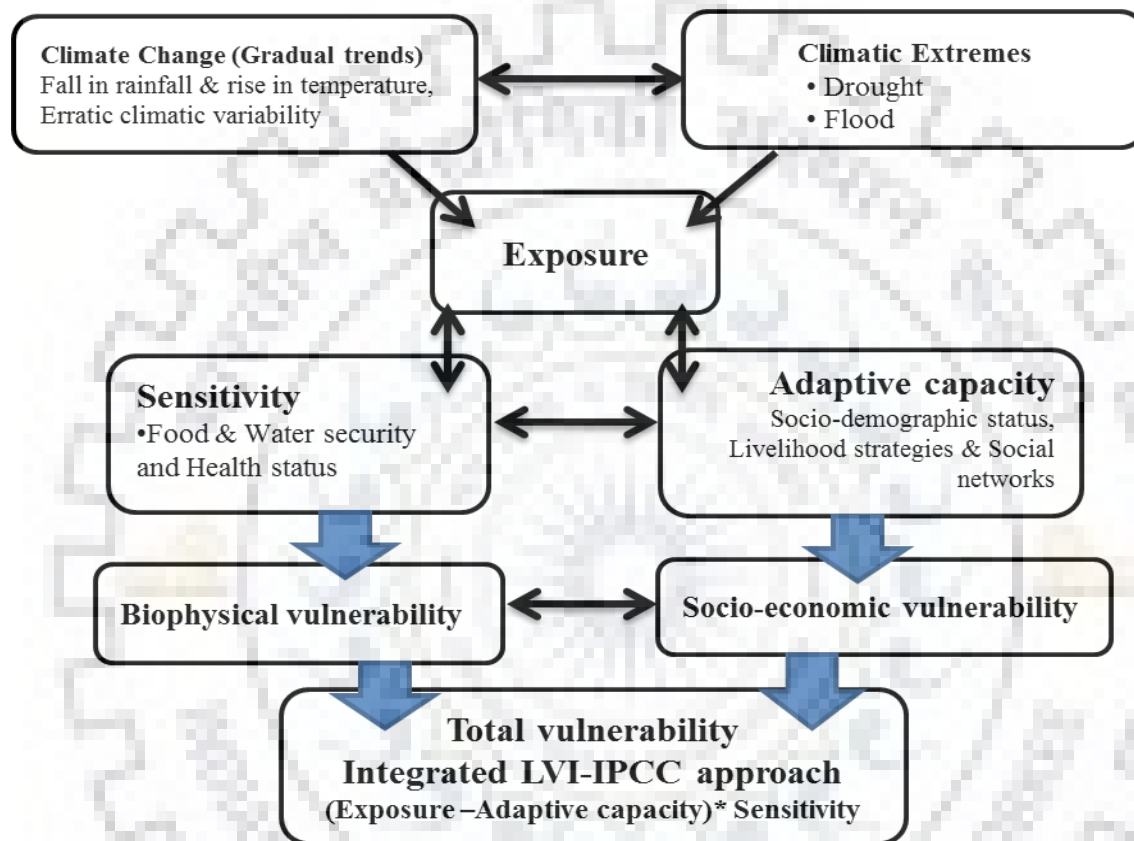 Climate Change (Gradual trends)
Fall in rainfall & rise in temperature,
Erratic climatic variability
Climatic Extremes
• Drought
• Flood
Exposure
Sensitivity
•Food & Water security
and Health status
Adaptive capacity
Socio-demographic status,
Livelihood strategies & Social
networks
Biophysical vulnerability
Socio-economic vulnerability
Total vulnerability
Integrated LVI-IPCC approach
(Exposure –Adaptive capacity)* Sensitivity